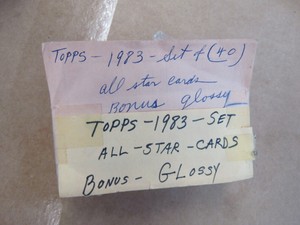 TOPPS - 1983 - Set of (40)
all star cards
Bonus glossy
TOPPS - 1983 - SET
ALL - STAR - CARDS
BONUS - GLOSSY